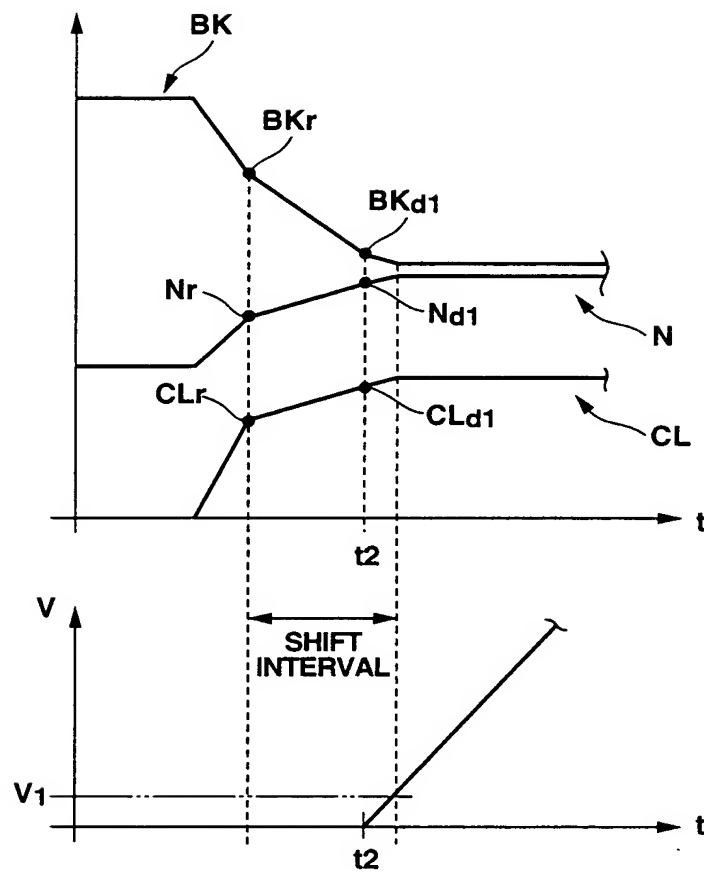 BK
BKr
BKd1
Nr
Nd1
N
CLr
CLd1
CL
t
t2
V
SHIFT
INTERVAL
V1
t
t2